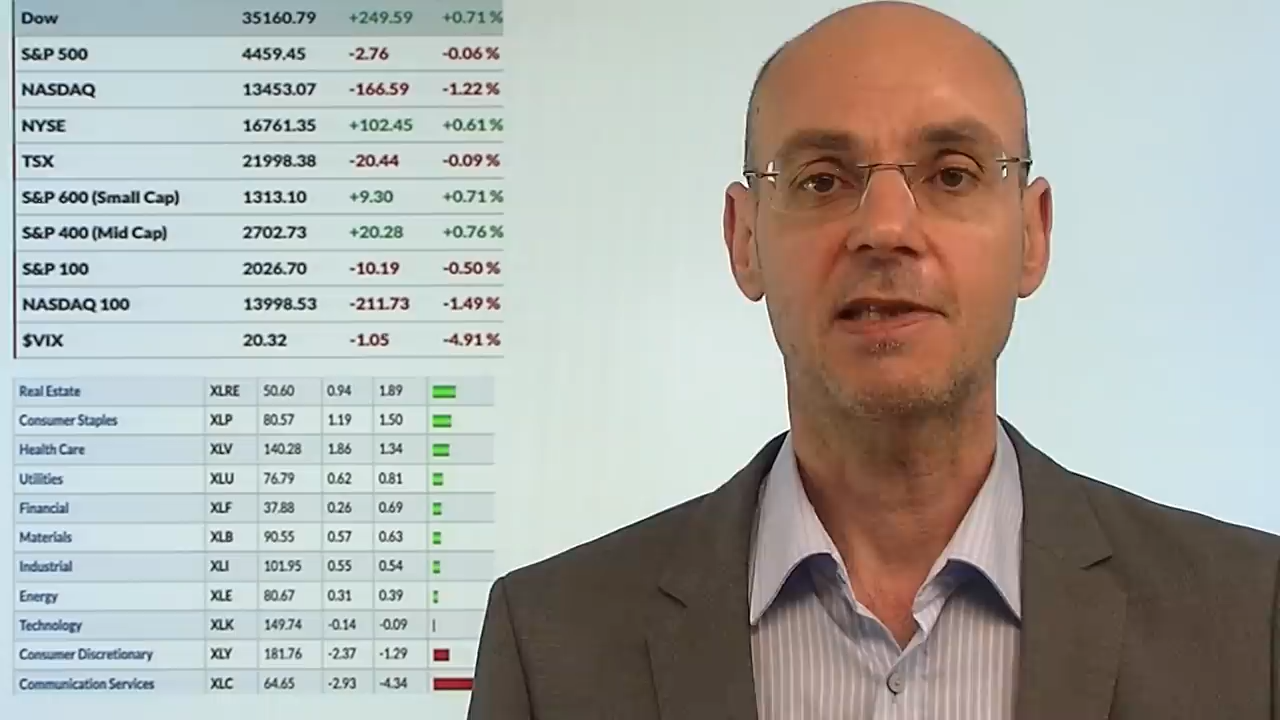 Dow 35160.79 +249.59 +0.71%
S&P 500 4459.45 -2.76 -0.06%
NASDAQ 13453.07 -166.59 -1.22%
NYSE 16761.35 +102.45 +0.61%
TSX 21998.38 -20.44 -0.09%
S&P 600 (Small Cap) 1313.10 +9.30 +0.71%
S&P 400 (Mid Cap) 2702.73 +20.28 +0.76%
S&P 100 2026.70 -10.19 -0.50%
NASDAQ 100 13998.53 -211.73 -1.49%
$VIX 20.32 -1.05 -4.91%
Real Estate XLRE 50.60 0.94 1.89
Consumer Staples XLP 80.57 1.19 1.50
Health Care XLV 140.28 1.86 1.34
Utilities XLU 76.79 0.62 0.81
Financial XLF 37.88 0.26 0.69
Materials XLB 90.55 0.57 0.63
Industrial XLI 101.95 0.55 0.54
Energy XLE 80.67 0.31 0.39
Technology XLK 149.74 -0.14 -0.09
Consumer Discretionary XLY 181.76 -2.37 -1.29
Communication Services XLC 64.65 -2.93 -4.34